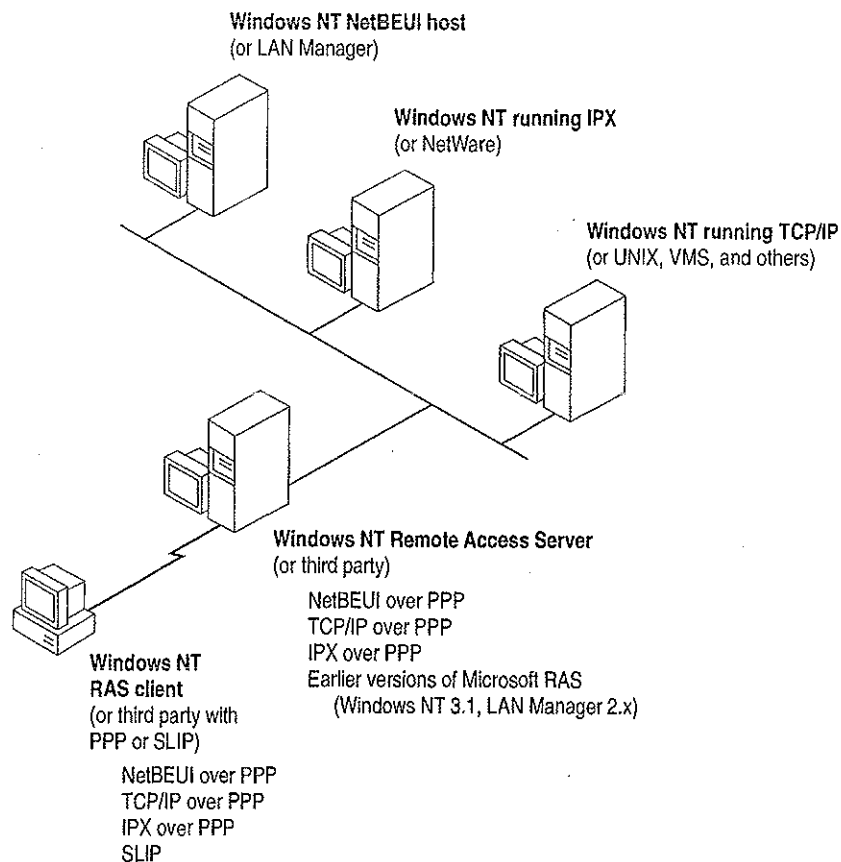 Windows NT NetBEUI host
(or LAN Manager)
Windows NT running IPX
(or NetWare)
Windows NT running TCP/IP
(or UNIX, VMS, and others)
Windows NT Remote Access Server
(or third party)
NetBEUI over PPP
TCP/IP over PPP
IPX over PPP
Earlier versions of Microsoft RAS
(Windows NT 3.1, LAN Manager 2.x)
Windows NT
RAS client
(or third party with
PPP or SLIP)
NetBEUI over PPP
TCP/IP over PPP
IPX over PPP
SLIP